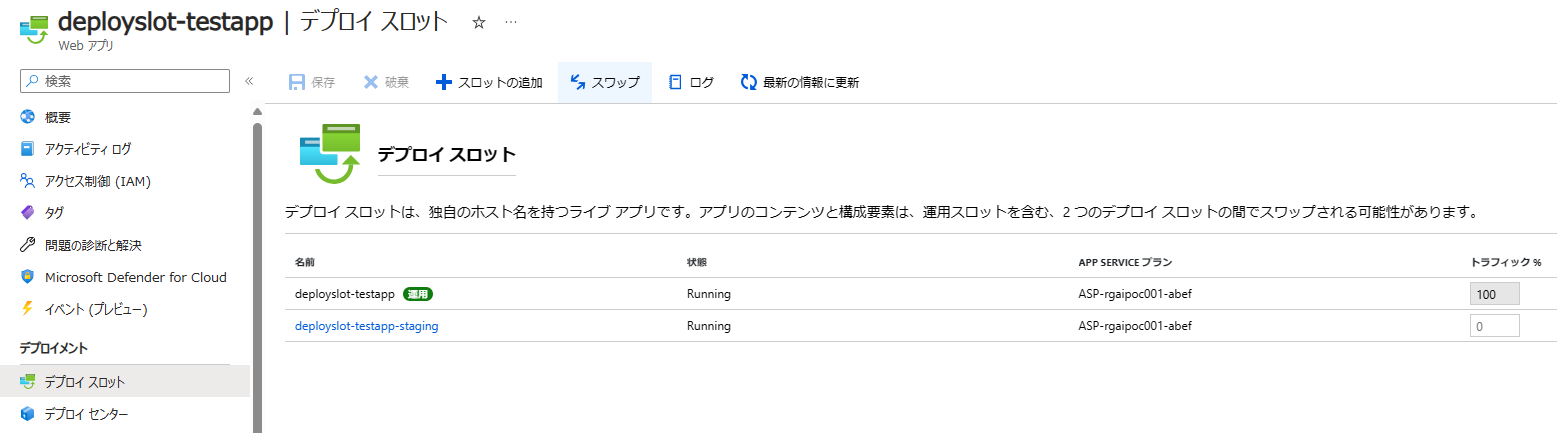 deployslot-testapp | デプロイ スロット ☆ …
Web アプリ
検索
«
保存 破棄 スロットの追加 スワップ ログ 最新の情報に更新
概要
アクティビティ ログ
アクセス制御 (IAM)
タグ
問題の診断と解決
Microsoft Defender for Cloud
イベント (プレビュー)
デプロイメント
デプロイ スロット
デプロイ センター
デプロイ スロット
デプロイ スロットは、独自のホスト名を持つライブ アプリです。アプリのコンテンツと構成要素は、運用スロットを含む、2 つのデプロイ スロットの間でスワップされる可能性があります。
名前 状態 APP SERVICE プラン トラフィック %
deployslot-testapp 運用 Running ASP-rgaipoc001-abef 100
deployslot-testapp-staging Running ASP-rgaipoc001-abef 0